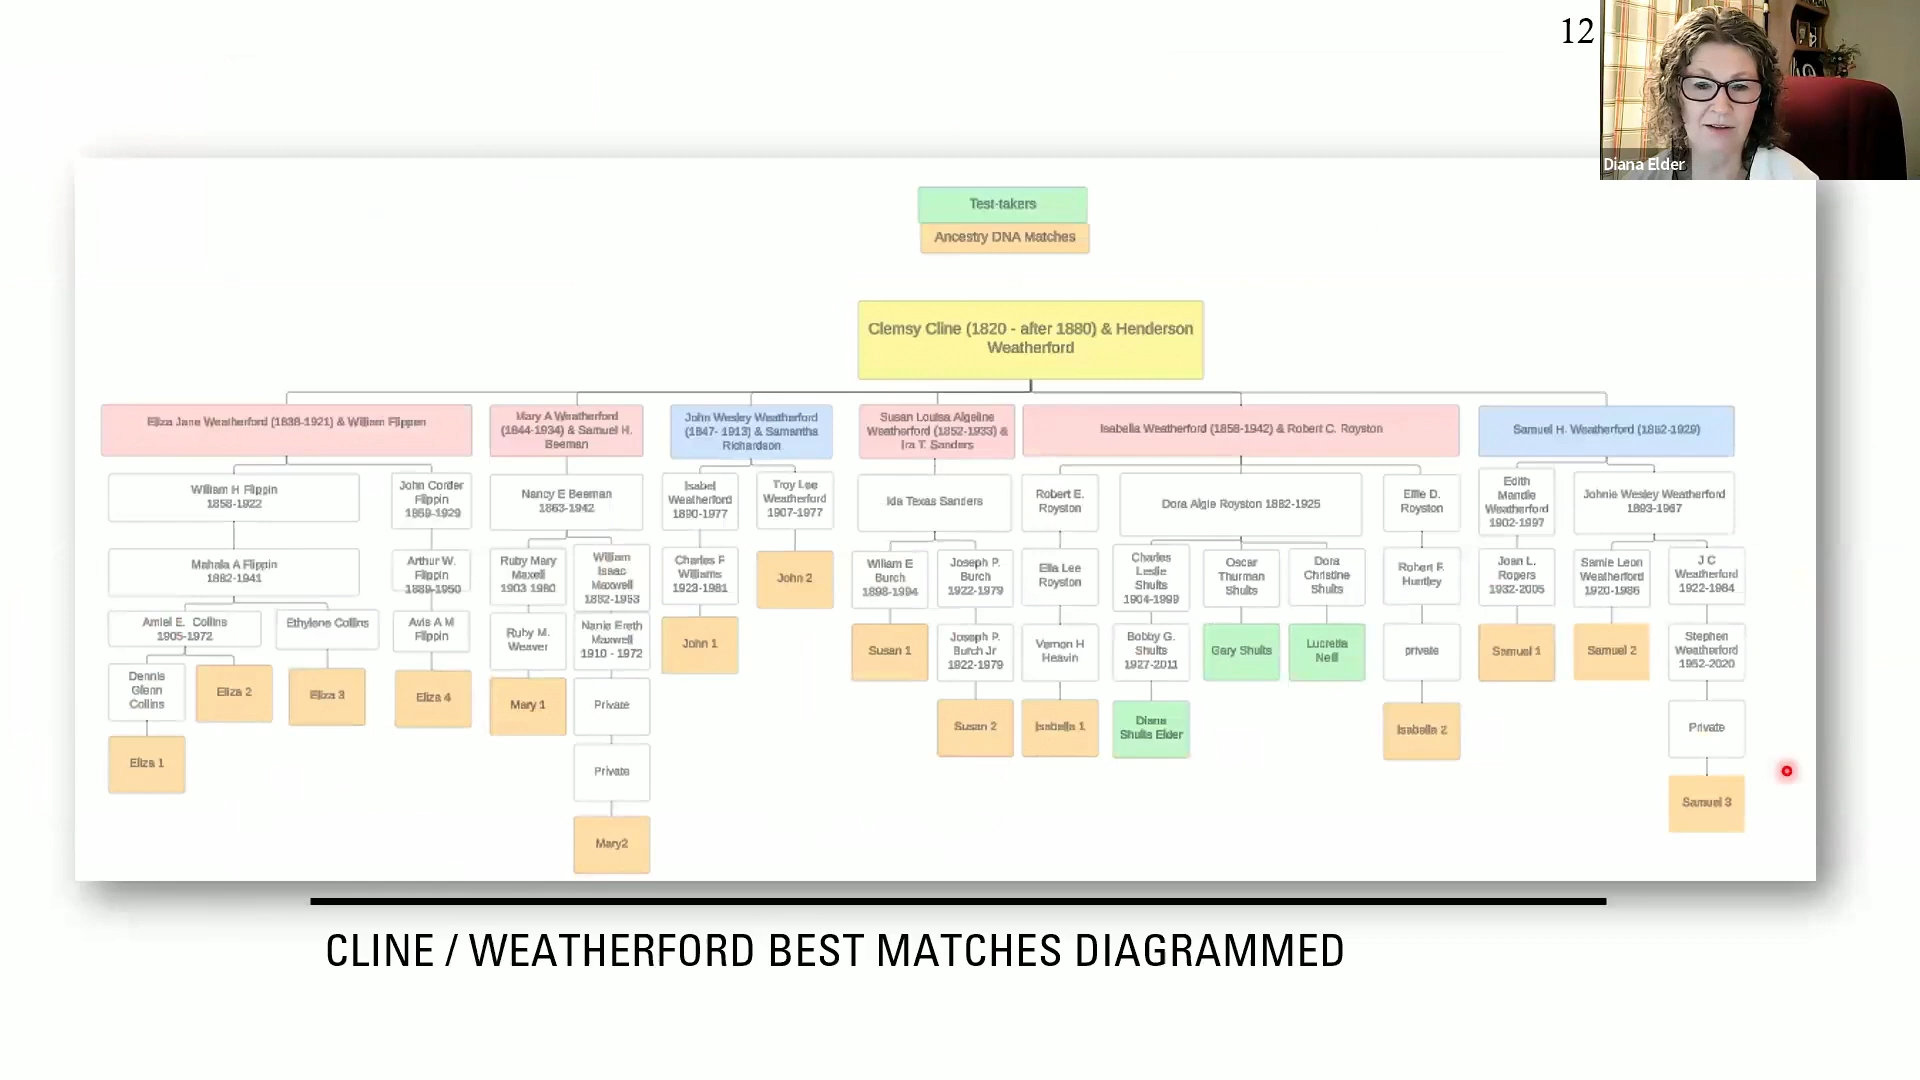 12
Diana Elder
Test-takers
Ancestry DNA Matches
Clemsy Cline (1820 - after 1880) & Henderson
Weatherford
Eliza Jane Weatherford (1838-1921) & William Flippen
Mary A Weatherford
(1844-1934) & Samuel H.
Beeman
John Wesley Weatherford
(1847- 1913) & Samantha
Richardson
Susan Louisa Algeline
Weatherford (1852-1933) &
Ira T. Sanders
Isabella Weatherford (1858-1942) & Robert C. Royston
Samuel H. Weatherford (1862-1929)
William H Flippin
1858-1922
John Corder
Flippin
1859-1929
Nancy E Beeman
1863-1942
Isabel
Weatherford
1890-1977
Troy Lee
Weatherford
1907-1977
Ida Texas Sanders
Robert E.
Royston
Dora Algie Royston 1882-1925
Effie D.
Royston
Edith
Mandie
Weatherford
1902-1997
Johnie Wesley Weatherford
1893-1967
Mahala A Flippin
1882-1941
Arthur W.
Flippin
1889-1950
Ruby Mary
Maxell
1903 1980
William
Isaac
Maxwell
1882-1953
Charles F
Williams
1923-1981
John 2
William E
Burch
1898-1994
Joseph P.
Burch
1922-1979
Ella Lee
Royston
Charles
Leslie
Shults
1904-1999
Oscar
Thurman
Shults
Dora
Christine
Shults
Robert F.
Huntley
Joan L.
Rogers
1932-2005
Samie Leon
Weatherford
1920-1986
J C
Weatherford
1922-1984
Amiel E. Collins
1905-1972
Ethylene Collins
Avis A M
Flippin
Ruby M.
Weaver
Nanie Ereth
Maxwell
1910 - 1972
John 1
Susan 1
Joseph P.
Burch Jr
1922-1979
Vernon H
Heavin
Bobby G.
Shults
1927-2011
Gary Shults
Lucretia
Neill
private
Samuel 1
Samuel 2
Stephen
Weatherford
1952-2020
Dennis
Glenn
Collins
Eliza 2
Eliza 3
Eliza 4
Mary 1
Private
Susan 2
Isabella 1
Diana
Shults Elder
Isabella 2
Private
Eliza 1
Private
Samuel 3
Mary2
CLINE / WEATHERFORD BEST MATCHES DIAGRAMMED